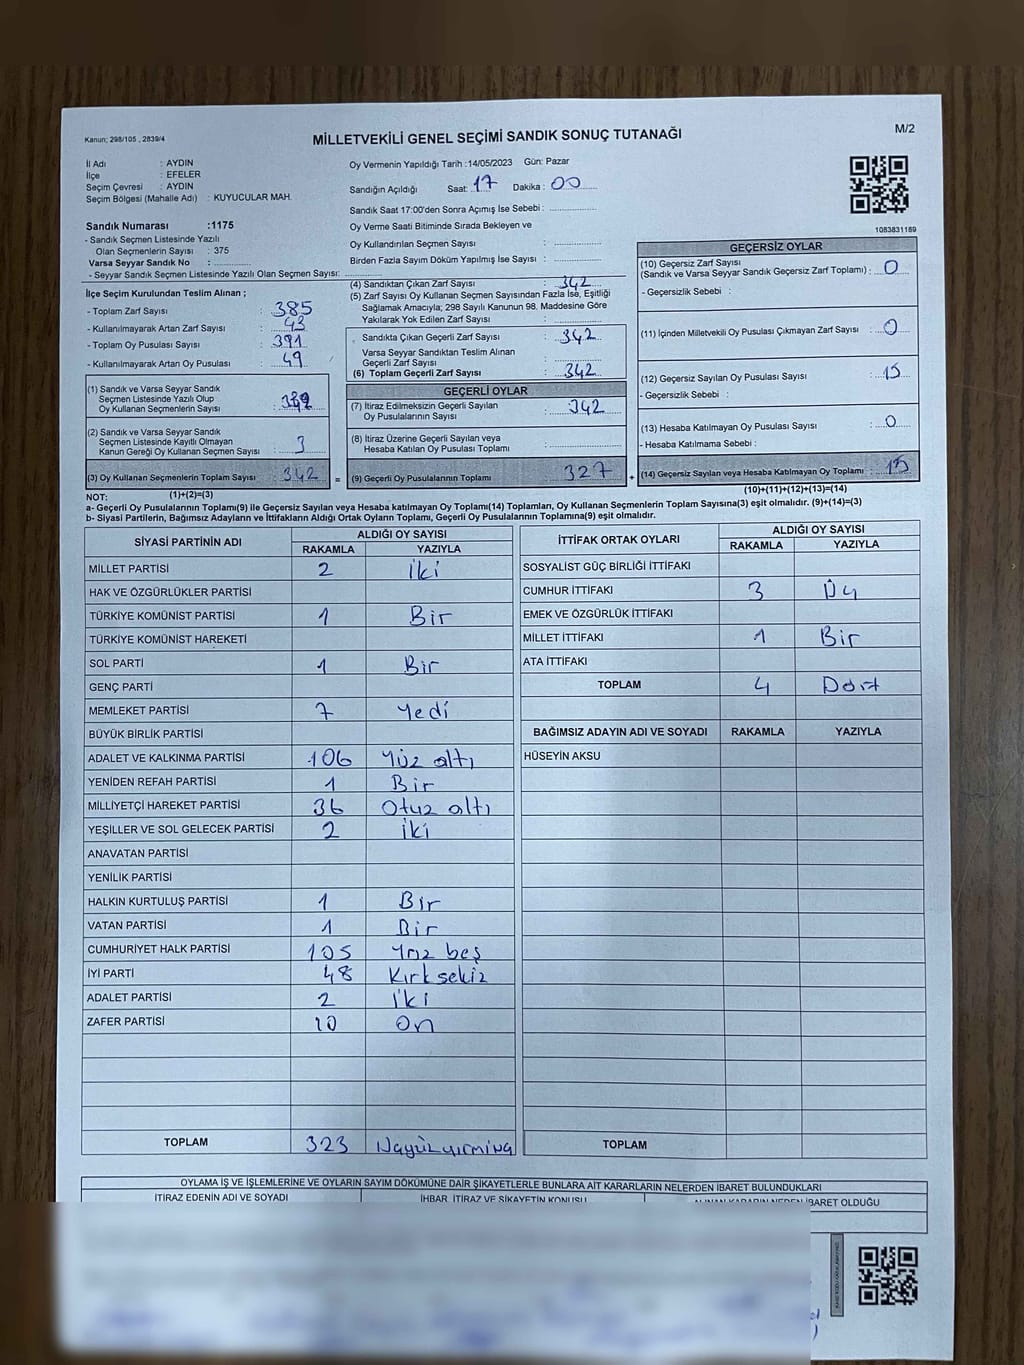 Kanun; 298/105 , 2839/4
MİLLETVEKİLİ GENEL SEÇİMİ SANDIK SONUÇ TUTANAĞI
M/2
İl Adı : AYDIN
İlçe : EFELER
Seçim Çevresi : AYDIN
Seçim Bölgesi (Mahalle Adı) : KUYUCULAR MAH.
Oy Vermenin Yapıldığı Tarih :14/05/2023 Gün: Pazar
Sandığın Açıldığı Saat: 17 Dakika : 00
Sandık Saat 17:00'den Sonra Açımış İse Sebebi :
Oy Verme Saati Bitiminde Sırada Bekleyen ve
Oy Kullandırılan Seçmen Sayısı :
Birden Fazla Sayım Döküm Yapılmış İse Sayısı :
1083831169
Sandık Numarası :1175
- Sandık Seçmen Listesinde Yazılı
Olan Seçmenlerin Sayısı : 375
Varsa Seyyar Sandık No :
- Seyyar Sandık Seçmen Listesinde Yazılı Olan Seçmen Sayısı:
İlçe Seçim Kurulundan Teslim Alınan ;
- Toplam Zarf Sayısı : 385
- Kullanılmayarak Artan Zarf Sayısı : 43
- Toplam Oy Pusulası Sayısı : 391
- Kullanılmayarak Artan Oy Pusulası : 49
(1) Sandık ve Varsa Seyyar Sandık
Seçmen Listesinde Yazılı Olup
Oy Kullanan Seçmenlerin Sayısı :
(2) Sandık ve Varsa Seyyar Sandık
Seçmen Listesinde Kayıtlı Olmayan
Kanun Gereği Oy Kullanan Seçmen Sayısı : 3
(3) Oy Kullanan Seçmenlerin Toplam Sayısı : 342 =
(1)+(2)=(3)
(4) Sandıktan Çıkan Zarf Sayısı : 342
(5) Zarf Sayısı Oy Kullanan Seçmen Sayısından Fazla İse, Eşitliği
Sağlamak Amacıyla; 298 Sayılı Kanunun 98. Maddesine Göre
Yakılarak Yok Edilen Zarf Sayısı :
Sandıkta Çıkan Geçerli Zarf Sayısı : 342
Varsa Seyyar Sandıktan Teslim Alınan
Geçerli Zarf Sayısı :
(6) Toplam Geçerli Zarf Sayısı : 342
GEÇERLİ OYLAR
(7) İtiraz Edilmeksizin Geçerli Sayılan
Oy Pusulalarının Sayısı : 342
(8) İtiraz Üzerine Geçerli Sayılan veya
Hesaba Katılan Oy Pusulası Toplamı :
(9) Geçerli Oy Pusulalarının Toplamı : 327 +
GEÇERSİZ OYLAR
(10) Geçersiz Zarf Sayısı
(Sandık ve Varsa Seyyar Sandık Geçersiz Zarf Toplamı) : 0
- Geçersizlik Sebebi :
(11) İçinden Milletvekili Oy Pusulası Çıkmayan Zarf Sayısı : 0
(12) Geçersiz Sayılan Oy Pusulası Sayısı : 15
- Geçersizlik Sebebi :
(13) Hesaba Katılmayan Oy Pusulası Sayısı : 0
- Hesaba Katılmama Sebebi :
(14) Geçersiz Sayılan veya Hesaba Katılmayan Oy Toplamı : 15
(10)+(11)+(12)+(13)=(14)
NOT:
a- Geçerli Oy Pusulalarının Toplamı(9) ile Geçersiz Sayılan veya Hesaba katılmayan Oy Toplamı(14) Toplamları, Oy Kullanan Seçmenlerin Toplam Sayısına(3) eşit olmalıdır. (9)+(14)=(3)
b- Siyasi Partilerin, Bağımsız Adayların ve İttifakların Aldığı Ortak Oyların Toplamı, Geçerli Oy Pusulalarının Toplamına(9) eşit olmalıdır.
SİYASİ PARTİNİN ADI ALDIĞI OY SAYISI
RAKAMLA YAZIYLA
MİLLET PARTİSİ 2 İki
HAK VE ÖZGÜRLÜKLER PARTİSİ
TÜRKİYE KOMÜNİST PARTİSİ 1 Bir
TÜRKİYE KOMÜNİST HAREKETİ
SOL PARTİ 1 Bir
GENÇ PARTİ
MEMLEKET PARTİSİ 7 Yedi
BÜYÜK BİRLİK PARTİSİ
ADALET VE KALKINMA PARTİSİ 106 Yüz altı
YENİDEN REFAH PARTİSİ 1 Bir
MİLLİYETÇİ HAREKET PARTİSİ 36 Otuz altı
YEŞİLLER VE SOL GELECEK PARTİSİ 2 İki
ANAVATAN PARTİSİ
YENİLİK PARTİSİ
HALKIN KURTULUŞ PARTİSİ 1 Bir
VATAN PARTİSİ 1 Bir
CUMHURİYET HALK PARTİSİ 105 Yüz beş
İYİ PARTİ 48 Kırk sekiz
ADALET PARTİSİ 2 İki
ZAFER PARTİSİ 10 On
TOPLAM 323
İTTİFAK ORTAK OYLARI ALDIĞI OY SAYISI
RAKAMLA YAZIYLA
SOSYALİST GÜÇ BİRLİĞİ İTTİFAKI
CUMHUR İTTİFAKI 3 Üç
EMEK VE ÖZGÜRLÜK İTTİFAKI
MİLLET İTTİFAKI 1 Bir
ATA İTTİFAKI
TOPLAM 4 Dört
BAĞIMSIZ ADAYIN ADI VE SOYADI RAKAMLA YAZIYLA
HÜSEYİN AKSU
TOPLAM
OYLAMA İŞ VE İŞLEMLERİNE VE OYLARIN SAYIM DÖKÜMÜNE DAİR ŞİKAYETLERLE BUNLARA AİT KARARLARIN NELERDEN İBARET BULUNDUKLARI
İTİRAZ EDENİN ADI VE SOYADI İHBAR, İTİRAZ VE ŞİKAYETİN KONUSU ALINAN KARARIN NEDEN İBARET OLDUĞU